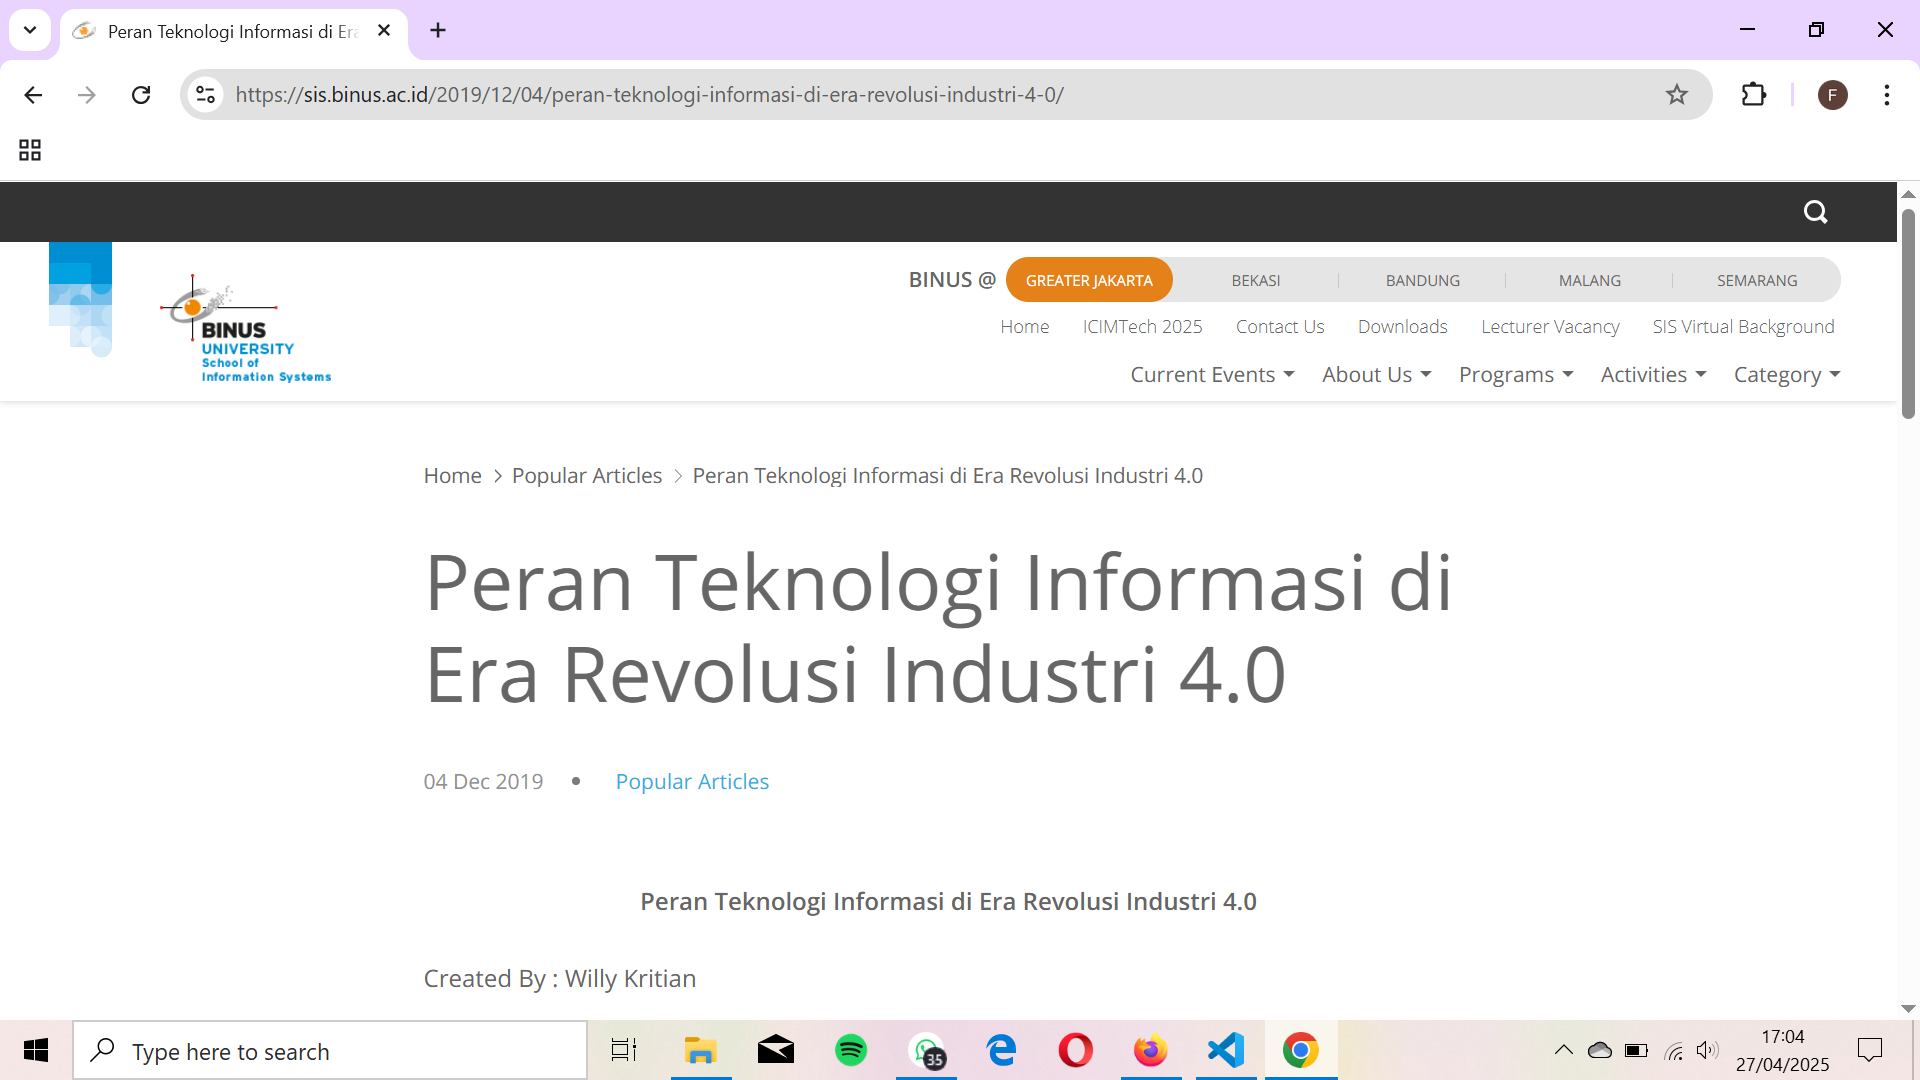 Peran Teknologi Informasi di Era
https://sis.binus.ac.id/2019/12/04/peran-teknologi-informasi-di-era-revolusi-industri-4-0/
F
BINUS @ GREATER JAKARTA BEKASI BANDUNG MALANG SEMARANG
BINUS
UNIVERSITY
School of
Information Systems
Home ICIMTech 2025 Contact Us Downloads Lecturer Vacancy SIS Virtual Background
Current Events About Us Programs Activities Category
Home > Popular Articles > Peran Teknologi Informasi di Era Revolusi Industri 4.0
Peran Teknologi Informasi di
Era Revolusi Industri 4.0
04 Dec 2019 • Popular Articles
Peran Teknologi Informasi di Era Revolusi Industri 4.0
Created By : Willy Kritian
Type here to search
35
17:04
27/04/2025